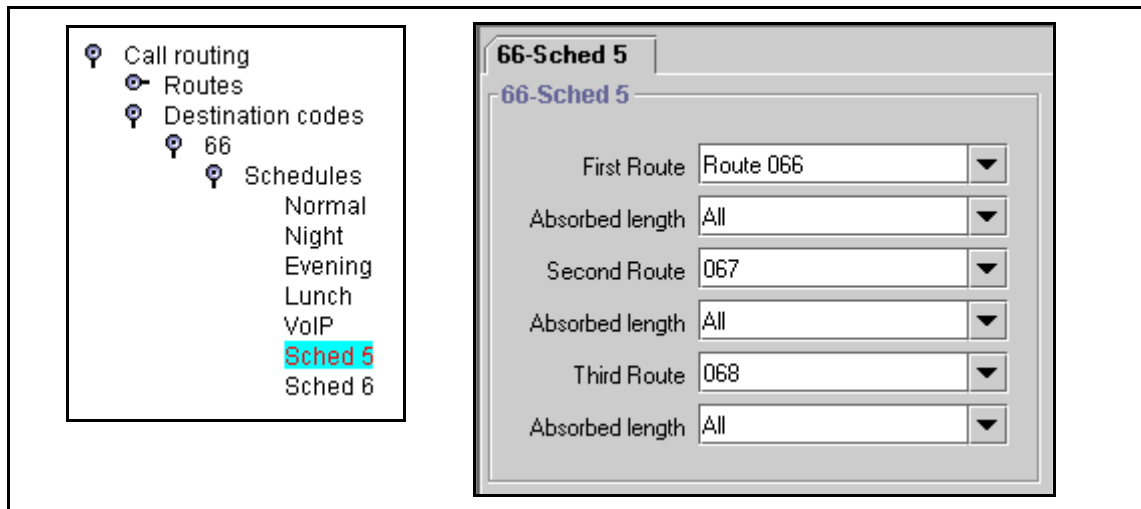 Call routing
Routes
Destination codes
66
Schedules
Normal
Night
Evening
Lunch
VoIP
Sched 5
Sched 6
66-Sched 5
66-Sched 5
First Route Route 066
Absorbed length All
Second Route 067
Absorbed length All
Third Route 068
Absorbed length All